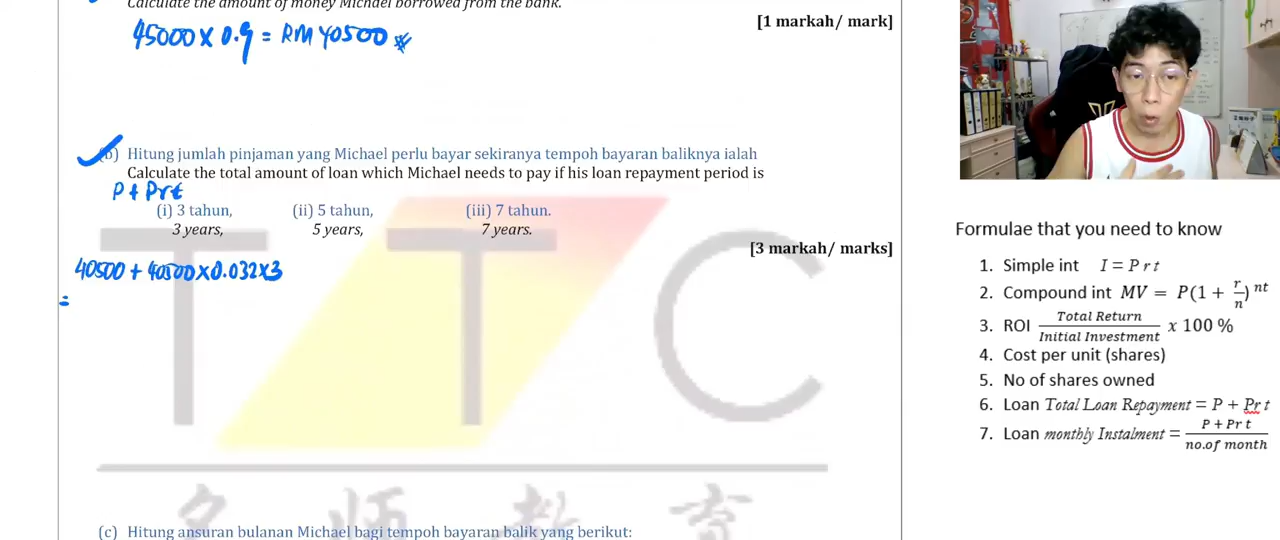 Calculate the amount of money Michael borrowed from the bank.
[1 markah/ mark]
45000 × 0.9 = RM 40500
(b) Hitung jumlah pinjaman yang Michael perlu bayar sekiranya tempoh bayaran baliknya ialah
Calculate the total amount of loan which Michael needs to pay if his loan repayment period is
P + Prt
(i) 3 tahun, (ii) 5 tahun, (iii) 7 tahun.
3 years, 5 years, 7 years.
[3 markah/ marks]
40500 + 40500 × 0.032 × 3
=
TTC
名师教育
(c) Hitung ansuran bulanan Michael bagi tempoh bayaran balik yang berikut:
Formulae that you need to know
1. Simple int I = P r t
2. Compound int MV = P(1 + r/n) nt
3. ROI Total Return / Initial Investment x 100 %
4. Cost per unit (shares)
5. No of shares owned
6. Loan Total Loan Repayment = P + Pr t
7. Loan monthly Instalment = P + Pr t / no.of month